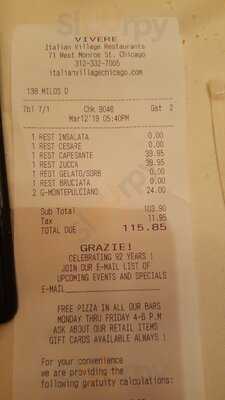 VIVERE
Italian Village Restaurants
71 West Monroe St. Chicago
312-332-7005
italianvillagechicago.com
138 MILOS D
Tbl 7/1 Chk 9046 Gst 2
Mar12'19 05:40PM
1 REST INSALATA 0.00
1 REST CESARE 0.00
1 REST CAPESANTE 39.95
1 REST ZUCCA 39.95
1 REST GELATO/SORB 0.00
1 REST BRUCIATA 0.00
2 G-MONTEPULCIANO 24.00
Sub Total 103.90
Tax 11.95
TOTAL DUE 115.85
GRAZIE!
CELEBRATING 92 YEARS !
JOIN OUR E-MAIL LIST OF
UPCOMING EVENTS AND SPECIALS
E-MAIL
FREE PIZZA IN ALL OUR BARS
MONDAY THRU FRIDAY 4-6 P.M
ASK ABOUT OUR RETAIL ITEMS
GIFT CARDS AVAILABLE ALWAYS !
For your convenience
we are providing the
following gratuity calculations: